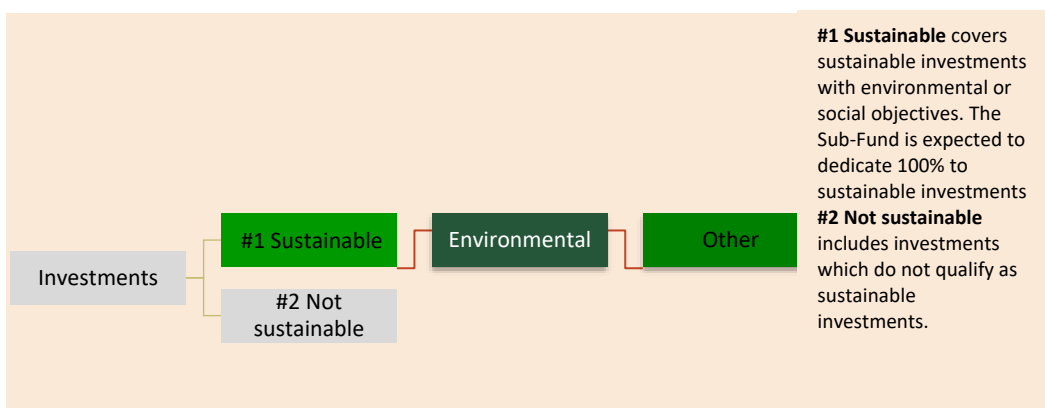 Investments
#1 Sustainable
#2 Not
sustainable
Environmental
Other
#1 Sustainable covers
sustainable investments
with environmental or
social objectives. The
Sub-Fund is expected to
dedicate 100% to
sustainable investments
#2 Not sustainable
includes investments
which do not qualify as
sustainable
investments.